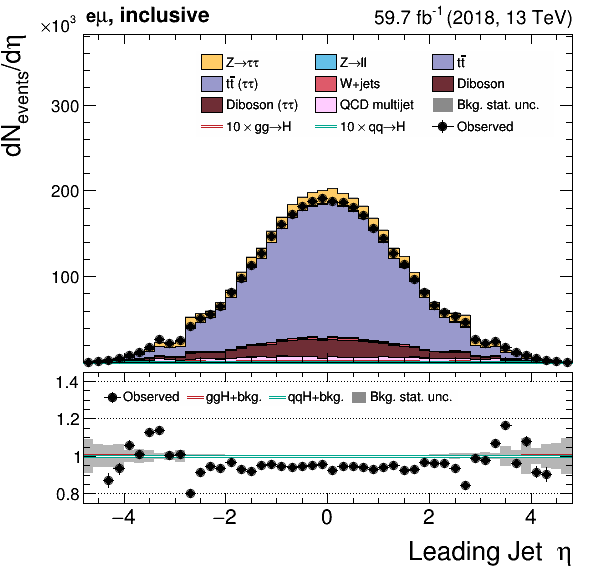 eμ, inclusive 59.7 fb⁻¹ (2018, 13 TeV)
×10³
dN_events/dη
Z→ττ Z→ll tt̄
tt̄ (ττ) W+jets Diboson
Diboson (ττ) QCD multijet Bkg. stat. unc.
10 × gg→H 10 × qq→H Observed
300
200
100
1.4
Observed ggH+bkg. qqH+bkg. Bkg. stat. unc.
1.2
1
0.8
−4 −2 0 2 4
Leading Jet η